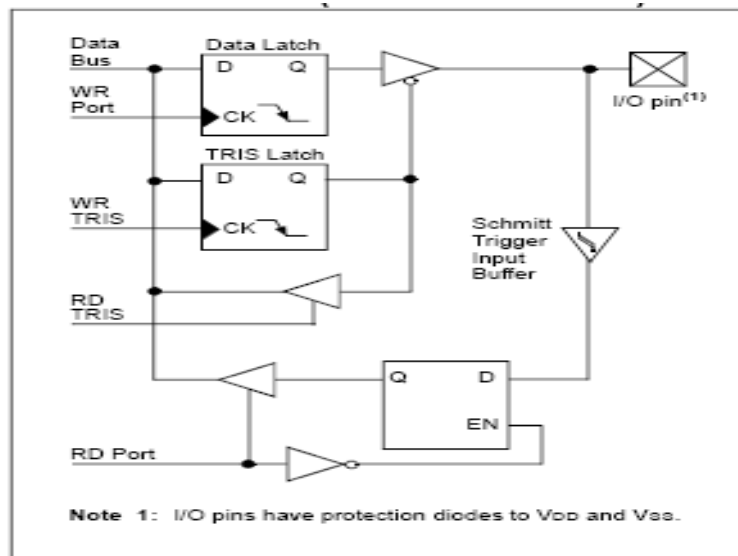 Data Bus
Data Latch
D Q
WR Port
CK
I/O pin(1)
TRIS Latch
D Q
WR TRIS
CK
Schmitt Trigger Input Buffer
RD TRIS
Q D
EN
RD Port
Note 1: I/O pins have protection diodes to VDD and VSS.